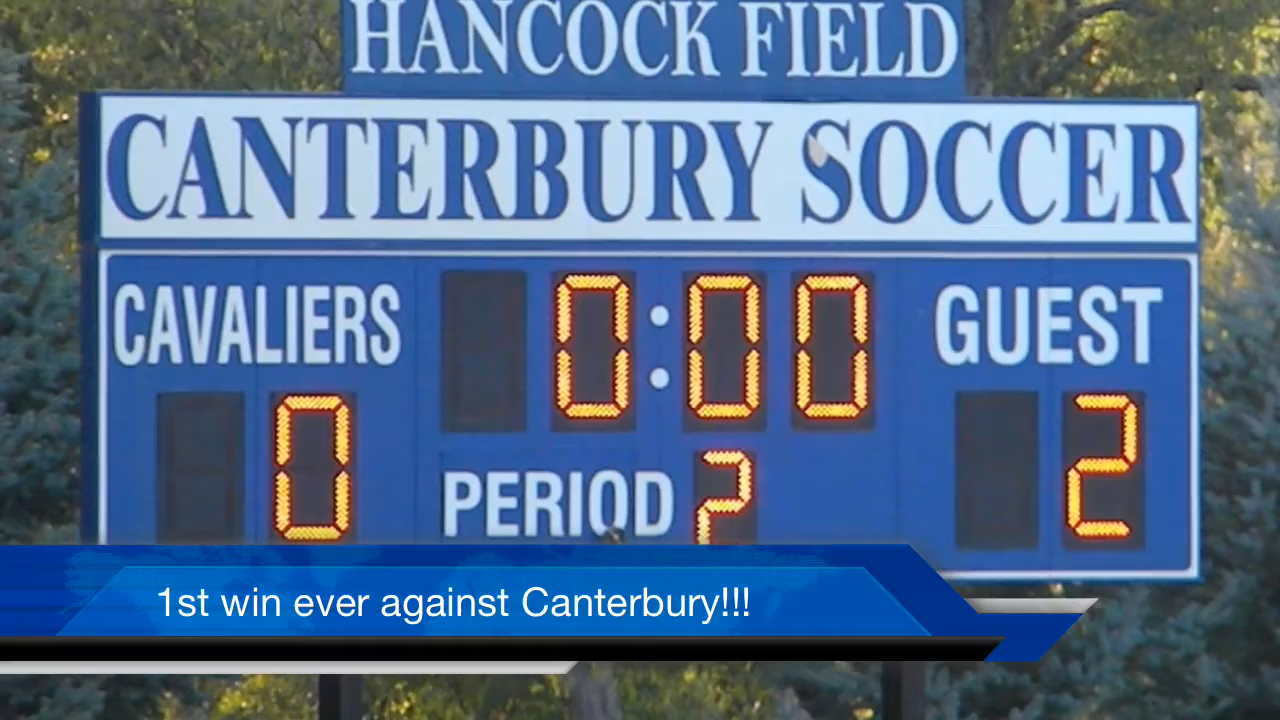 HANCOCK FIELD
CANTERBURY SOCCER
CAVALIERS 0:00 GUEST
0 PERIOD 2 2
1st win ever against Canterbury!!!